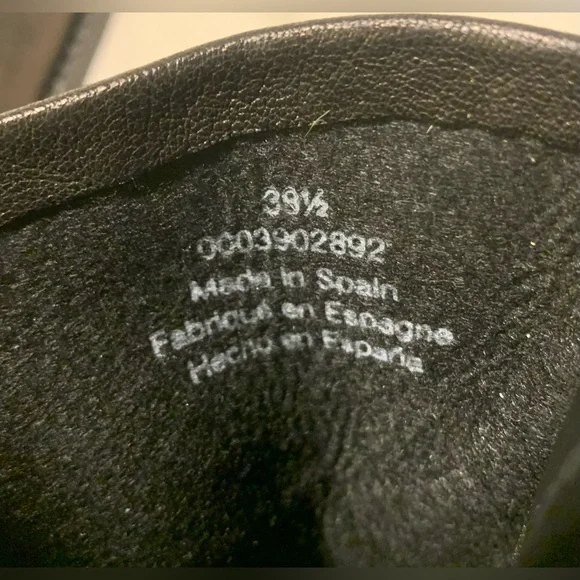 39½
0C03902892
Made in Spain
Fabriqué en Espagne
Hecho en España